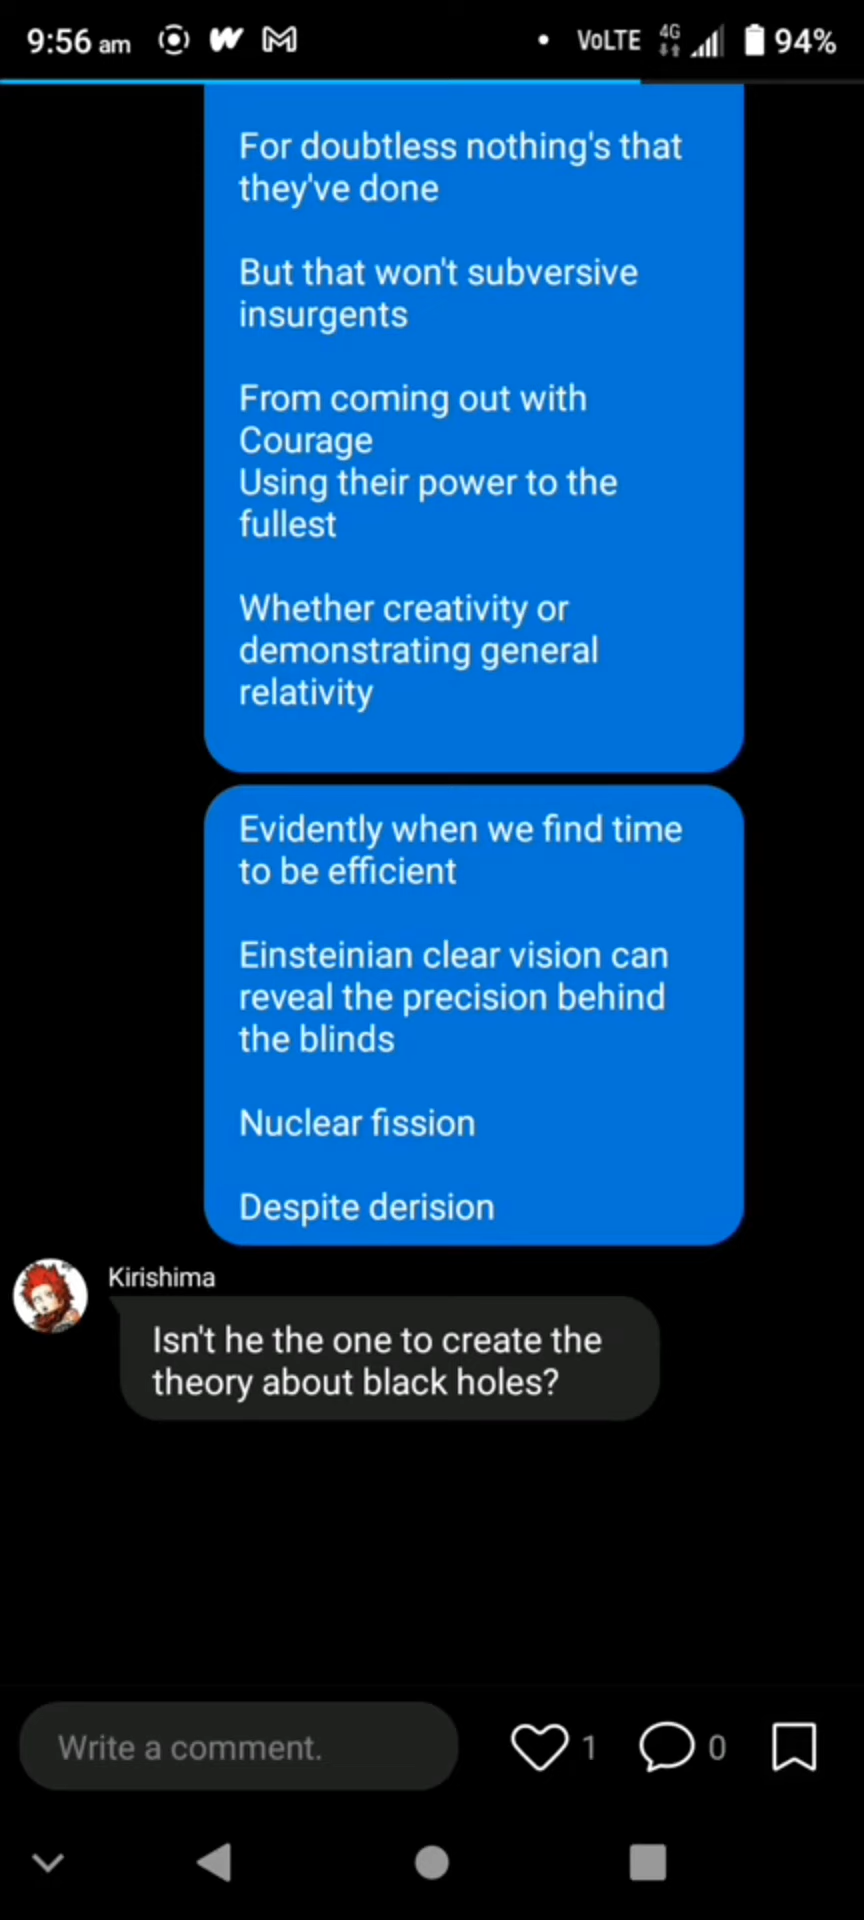 9:56 am VoLTE 4G 94%
For doubtless nothing's that
they've done
But that won't subversive
insurgents
From coming out with
Courage
Using their power to the
fullest
Whether creativity or
demonstrating general
relativity
Evidently when we find time
to be efficient
Einsteinian clear vision can
reveal the precision behind
the blinds
Nuclear fission
Despite derision
Kirishima
Isn't he the one to create the
theory about black holes?
Write a comment. 1 0